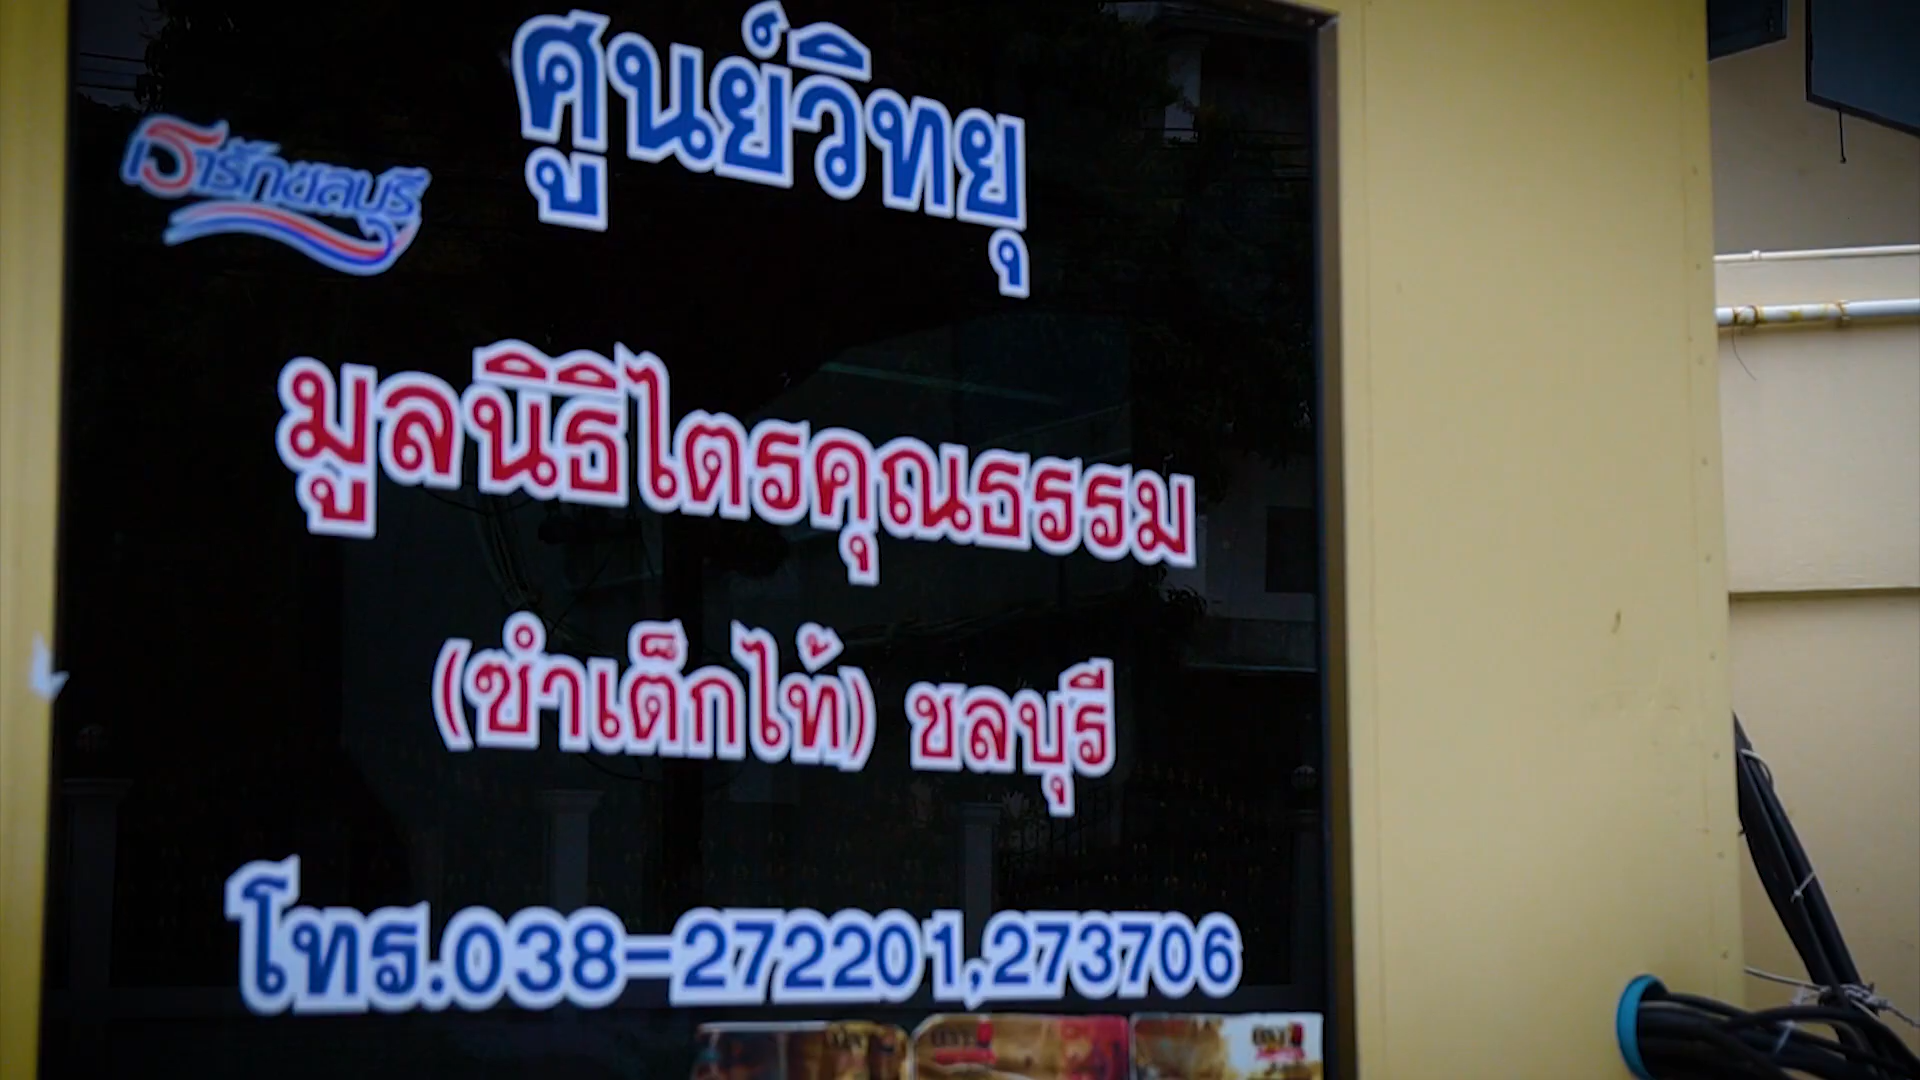 ศูนย์วิทยุ
เรารักชลบุรี
มูลนิธิไตรคุณธรรม
(ซำเต็กไท้) ชลบุรี
โทร.038-272201,273706